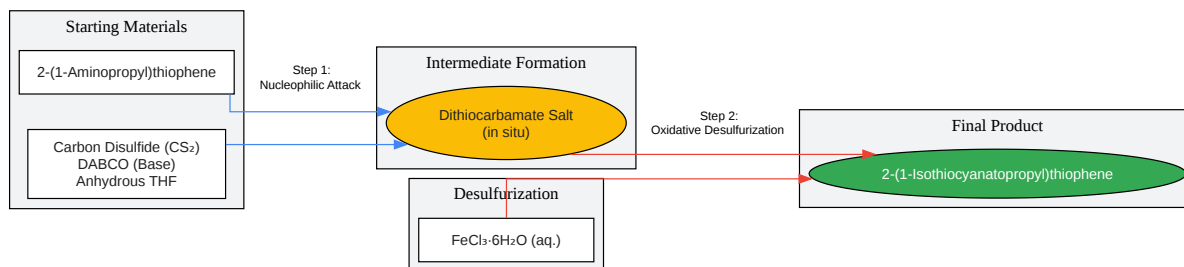 Starting Materials
2-(1-Aminopropyl)thiophene
Carbon Disulfide (CS₂)
DABCO (Base)
Anhydrous THF
Step 1:
Nucleophilic Attack
Intermediate Formation
Dithiocarbamate Salt
(in situ)
Desulfurization
FeCl₃·6H₂O (aq.)
Step 2:
Oxidative Desulfurization
Final Product
2-(1-Isothiocyanatopropyl)thiophene